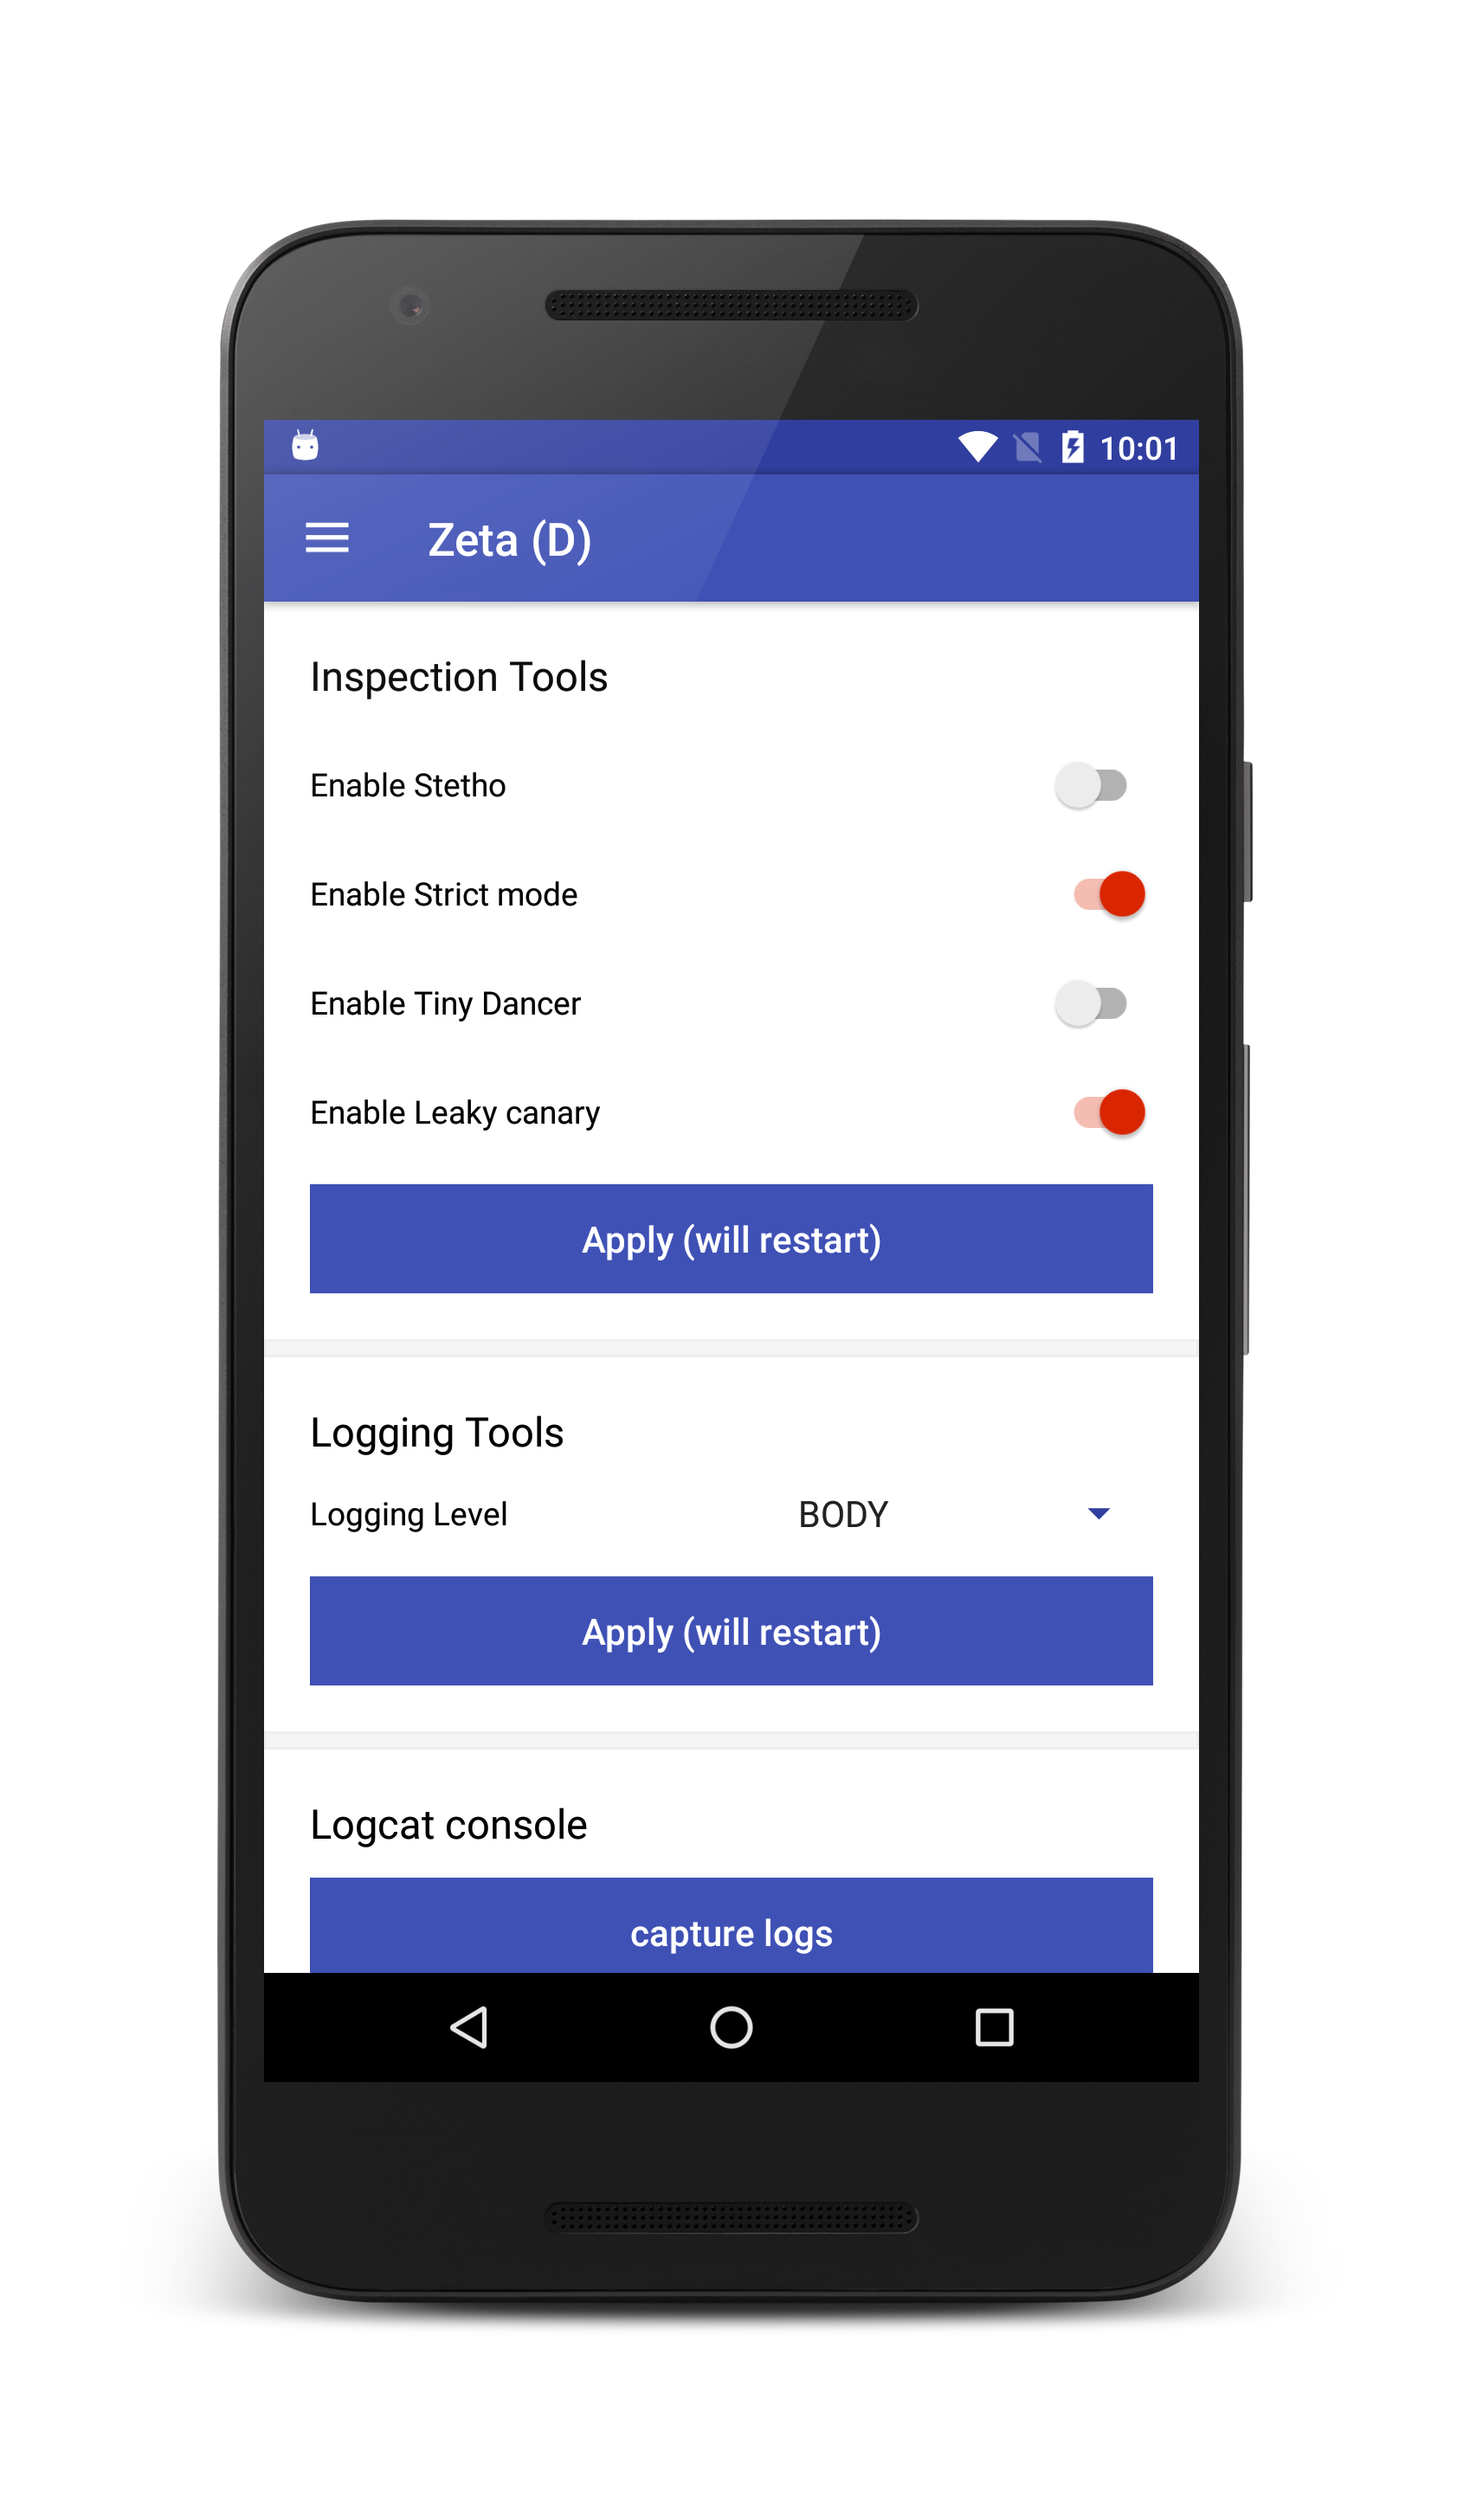 10:01
Zeta (D)
Inspection Tools
Enable Stetho
Enable Strict mode
Enable Tiny Dancer
Enable Leaky canary
Apply (will restart)
Logging Tools
Logging Level BODY
Apply (will restart)
Logcat console
capture logs